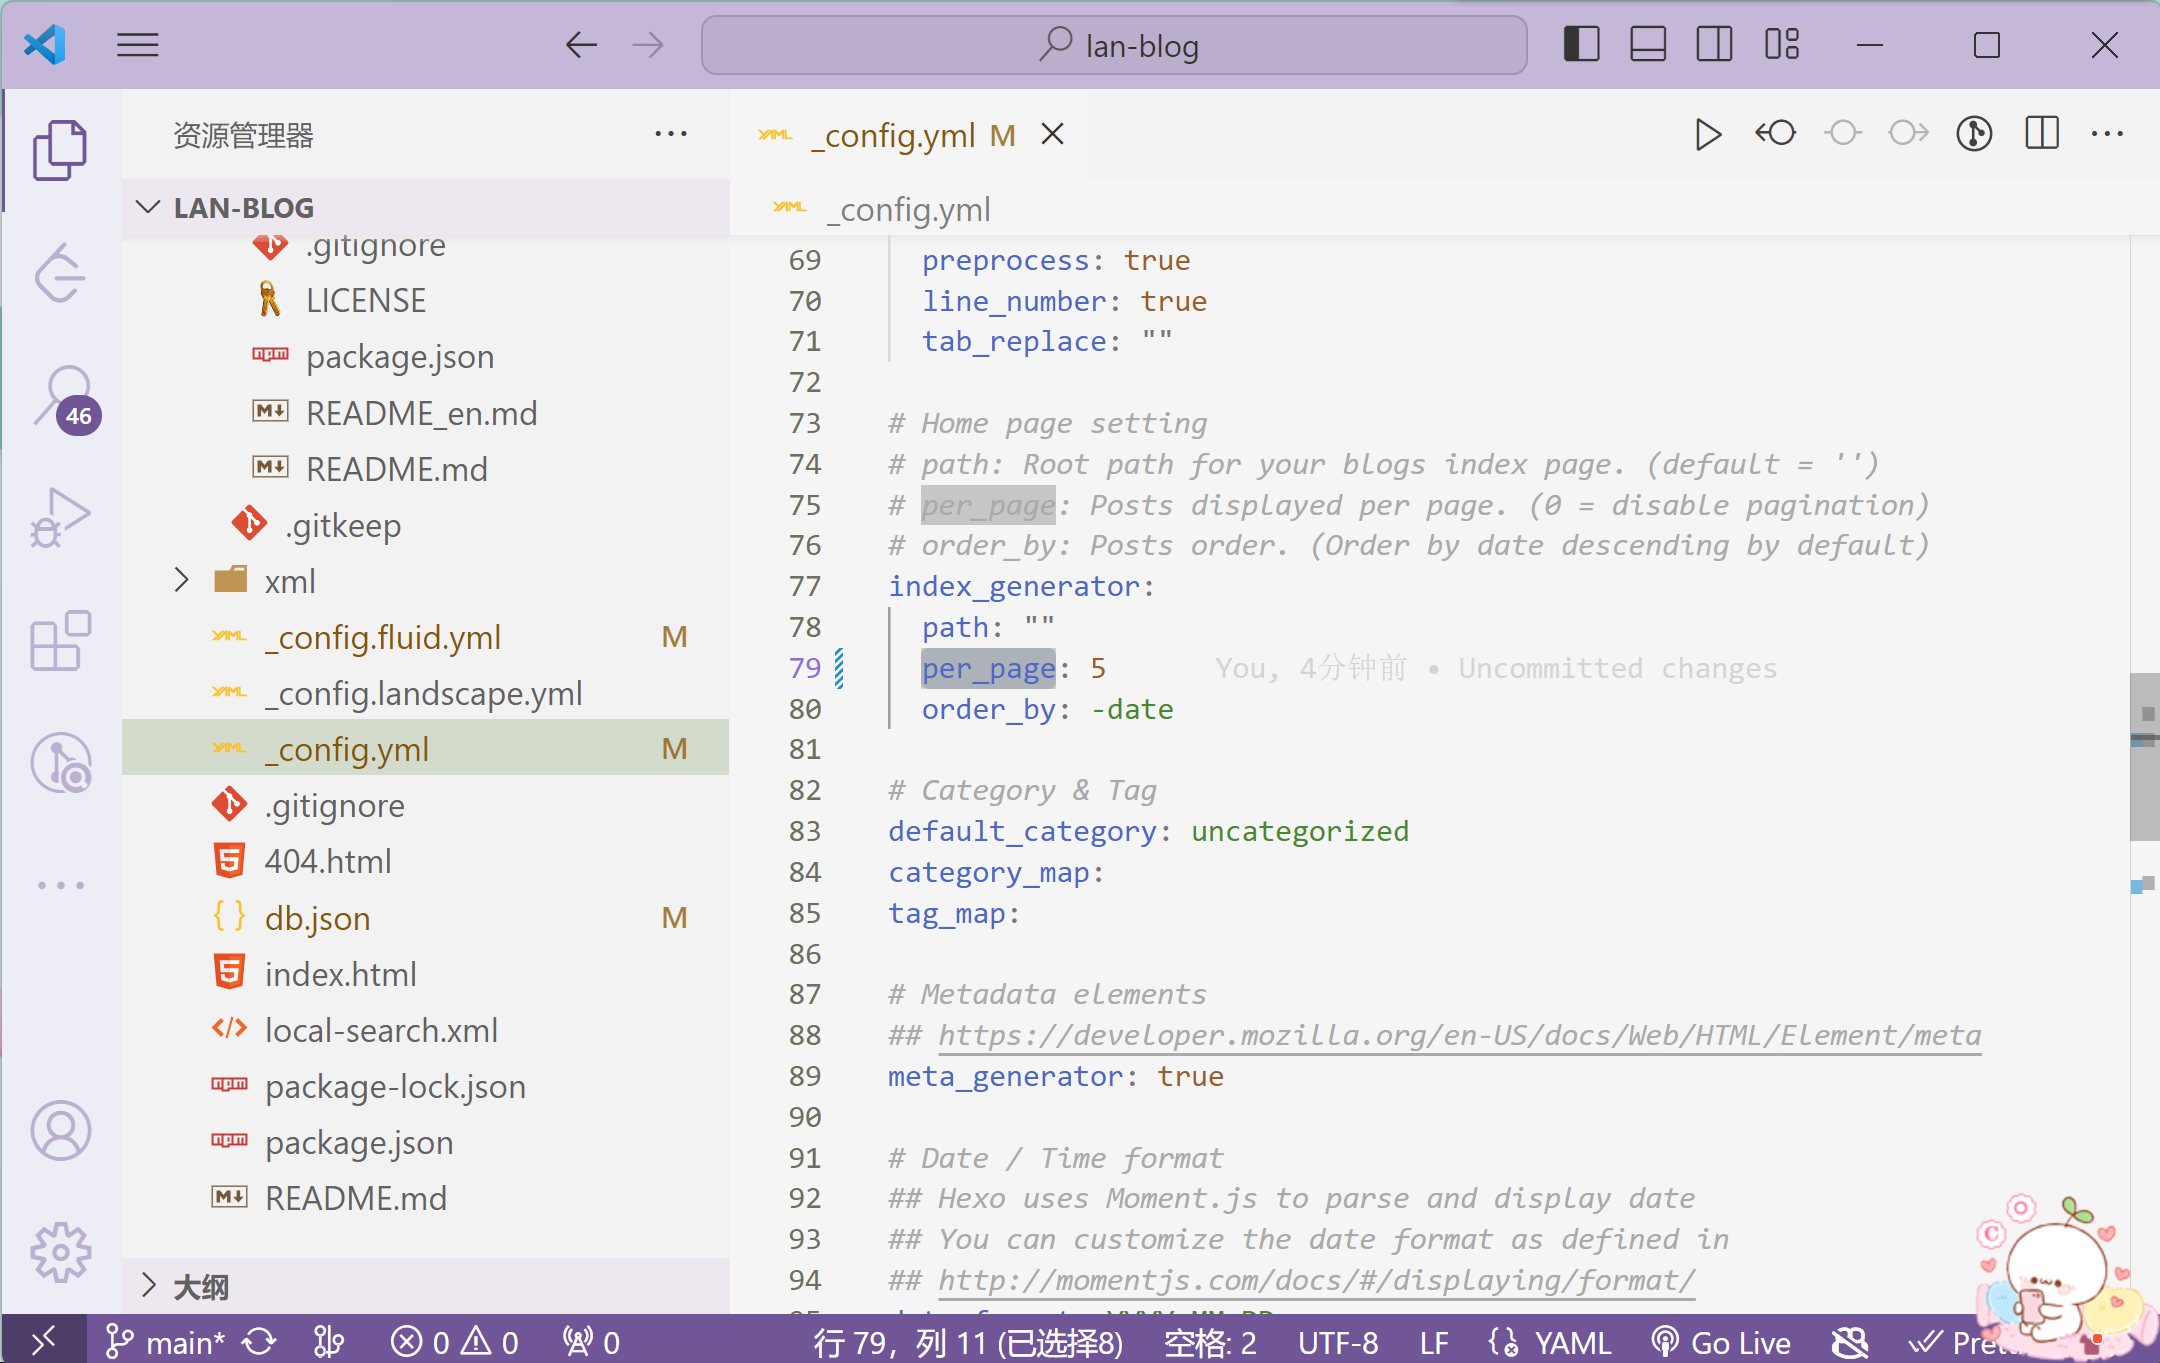 lan-blog
资源管理器
LAN-BLOG
.gitignore
LICENSE
package.json
README_en.md
README.md
.gitkeep
xml
_config.fluid.yml M
_config.landscape.yml
_config.yml M
.gitignore
404.html
db.json M
index.html
local-search.xml
package-lock.json
package.json
README.md
大纲
46
_config.yml M
_config.yml
69 preprocess: true
70 line_number: true
71 tab_replace: ""
72
73 # Home page setting
74 # path: Root path for your blogs index page. (default = '')
75 # per_page: Posts displayed per page. (0 = disable pagination)
76 # order_by: Posts order. (Order by date descending by default)
77 index_generator:
78 path: ""
79 per_page: 5 You, 4分钟前 • Uncommitted changes
80 order_by: -date
81
82 # Category & Tag
83 default_category: uncategorized
84 category_map:
85 tag_map:
86
87 # Metadata elements
88 ## https://developer.mozilla.org/en-US/docs/Web/HTML/Element/meta
89 meta_generator: true
90
91 # Date / Time format
92 ## Hexo uses Moment.js to parse and display date
93 ## You can customize the date format as defined in
94 ## http://momentjs.com/docs/#/displaying/format/
main* 0 0 0 行 79，列 11 (已选择8) 空格: 2 UTF-8 LF YAML Go Live